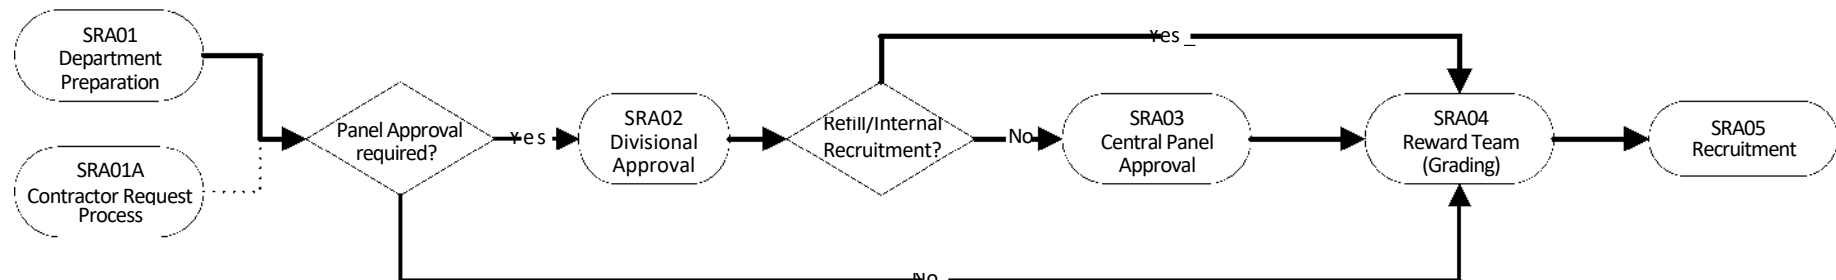 SRA01
Department
Preparation
SRA01A
Contractor Request
Process
Panel Approval
required?
Yes
SRA02
Divisional
Approval
Refill/Internal
Recruitment?
Yes
No
SRA03
Central Panel
Approval
SRA04
Reward Team
(Grading)
SRA05
Recruitment
No